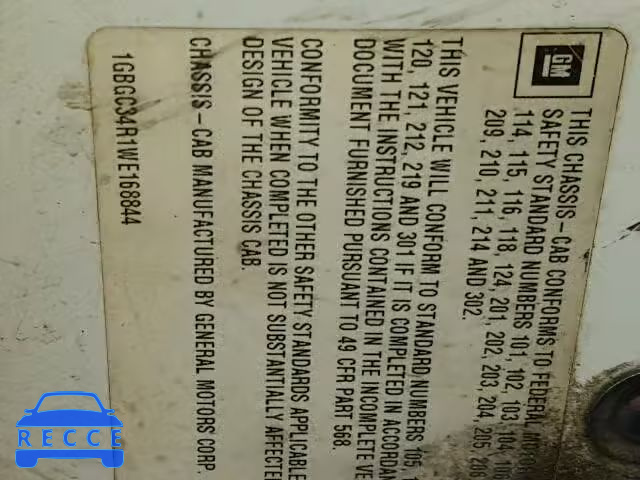 GM
THIS CHASSIS-CAB CONFORMS TO FEDERAL
SAFETY STANDARD NUMBERS 101, 102, 103, 104
114, 115, 116, 118, 124, 201, 202, 203, 204, 205,
209, 210, 211, 214 AND 302.
THIS VEHICLE WILL CONFORM TO STANDARD NUMBERS 105,
120, 121, 212, 219 AND 301 IF IT IS COMPLETED IN
WITH THE INSTRUCTIONS CONTAINED IN THE INCOMPLETE
DOCUMENT FURNISHED PURSUANT TO 49 CFR PART 568.
CONFORMITY TO THE OTHER SAFETY STANDARDS APPLICABLE
VEHICLE WHEN COMPLETED IS NOT SUBSTANTIALLY
DESIGN OF THE CHASSIS CAB.
CHASSIS-CAB MANUFACTURED BY GENERAL MOTORS CORP.
1GBGC34R1WE168844
RECCE